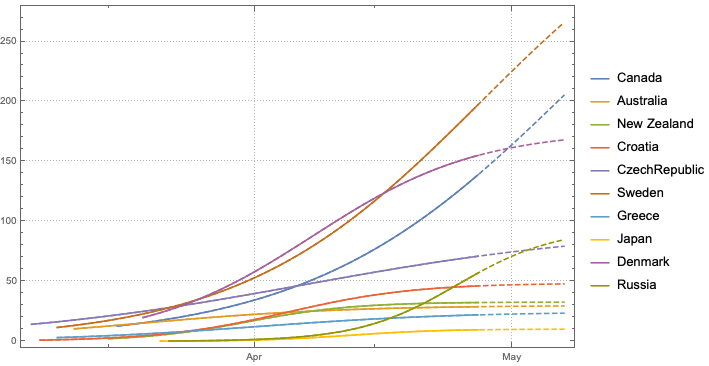 250
200
150
100
50
0
Apr
May
Canada
Australia
New Zealand
Croatia
CzechRepublic
Sweden
Greece
Japan
Denmark
Russia